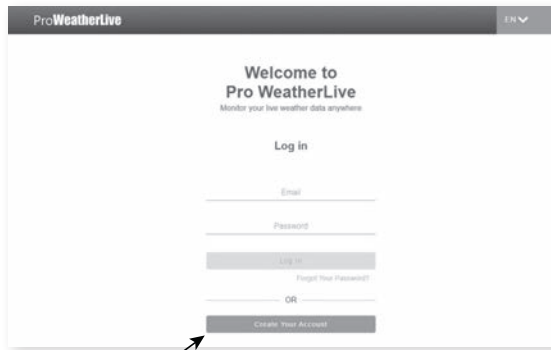 ProWeatherLive
EN
Welcome to
Pro WeatherLive
Monitor your live weather data anywhere
Log in
Email
Password
Log in
Forgot Your Password?
OR
Create Your Account